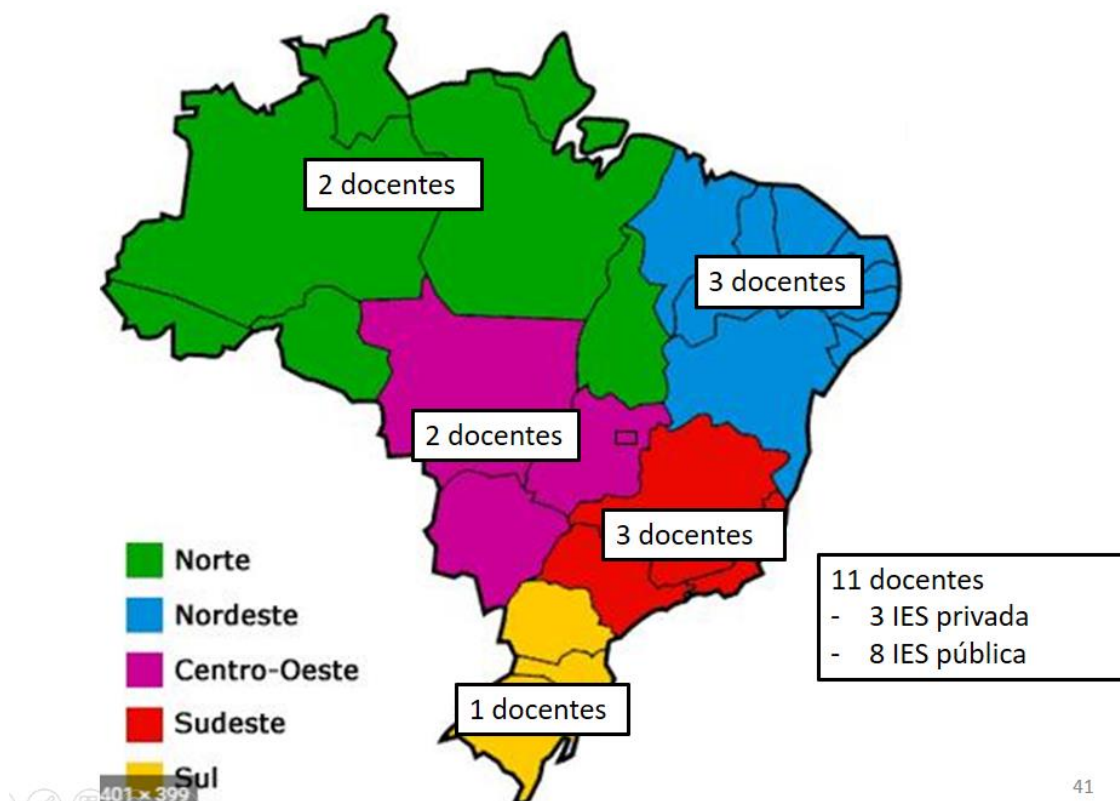 2 docentes
3 docentes
2 docentes
3 docentes
1 docentes
Norte
Nordeste
Centro-Oeste
Sudeste
Sul
11 docentes
- 3 IES privada
- 8 IES pública
401 × 399
41